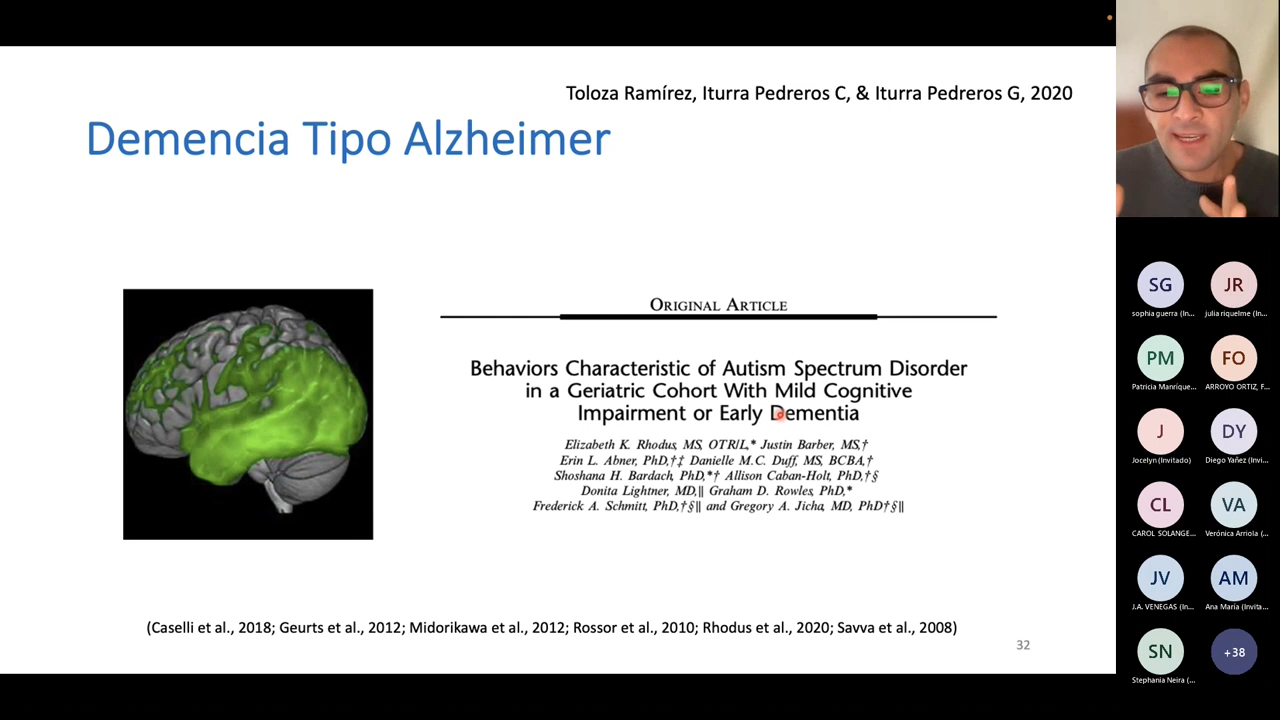 Toloza Ramírez, Iturra Pedreros C, & Iturra Pedreros G, 2020
Demencia Tipo Alzheimer
ORIGINAL ARTICLE
Behaviors Characteristic of Autism Spectrum Disorder
in a Geriatric Cohort With Mild Cognitive
Impairment or Early Dementia
Elizabeth K. Rhodus, MS, OTR/L,* Justin Barber, MS,†
Erin L. Abner, PhD,†‡ Danielle M.C. Duff, MS, BCBA,†
Shoshana H. Bardach, PhD,*† Allison Caban-Holt, PhD,†§
Donita Lightner, MD,∥ Graham D. Rowles, PhD,*
Frederick A. Schmitt, PhD,†§∥ and Gregory A. Jicha, MD, PhD†§∥
(Caselli et al., 2018; Geurts et al., 2012; Midorikawa et al., 2012; Rossor et al., 2010; Rhodus et al., 2020; Savva et al., 2008)
32
SG
JR
sophia guerra (In...
julia riquelme (In...
PM
FO
Patricia Manríque...
ARROYO ORTIZ, F...
J
DY
Jocelyn (Invitado)
Diego Yañez (Invi...
CL
VA
CAROL SOLANGE...
Verónica Arriola (...
JV
AM
J.A. VENEGAS (In...
Ana María (Invita...
SN
+38
Stephania Neira (...